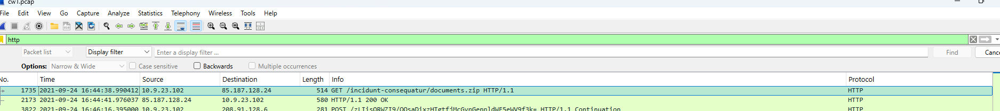 cw1.pcap
File Edit View Go Capture Analyze Statistics Telephony Wireless Tools Help
http
Packet list Display filter Enter a display filter ... Find
Options: Narrow & Wide Case sensitive Backwards Multiple occurrences
No. Time Source Destination Length Info Protocol
1735 2021-09-24 16:44:38.990412 10.9.23.102 85.187.128.24 514 GET /incidunt-consequatur/documents.zip HTTP/1.1 HTTP
2173 2021-09-24 16:44:41.976037 85.187.128.24 10.9.23.102 580 HTTP/1.1 200 OK HTTP
3822 2021-09-24 16:46:16.395000 10.9.23.102 208.91.128.6 281 POST HTTP/1.1 Continuation HTTP